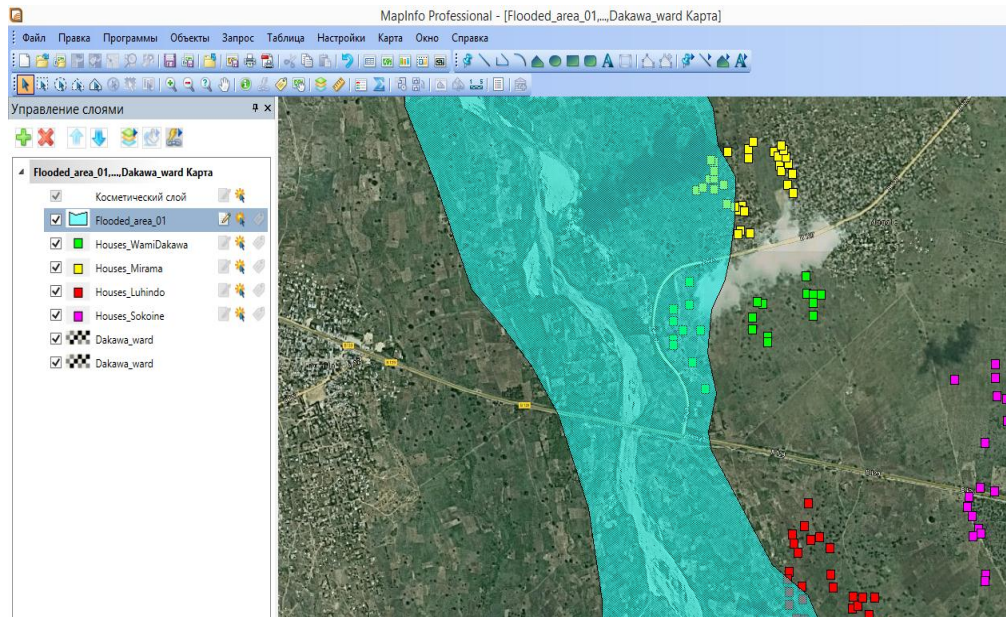 MapInfo Professional - [Flooded_area_01,...,Dakawa_ward Карта]
Файл Правка Программы Объекты Запрос Таблица Настройки Карта Окно Справка
Управление слоями
Flooded_area_01,...,Dakawa_ward Карта
Косметический слой
Flooded_area_01
Houses_WamiDakawa
Houses_Mirama
Houses_Luhindo
Houses_Sokoine
Dakawa_ward
Dakawa_ward